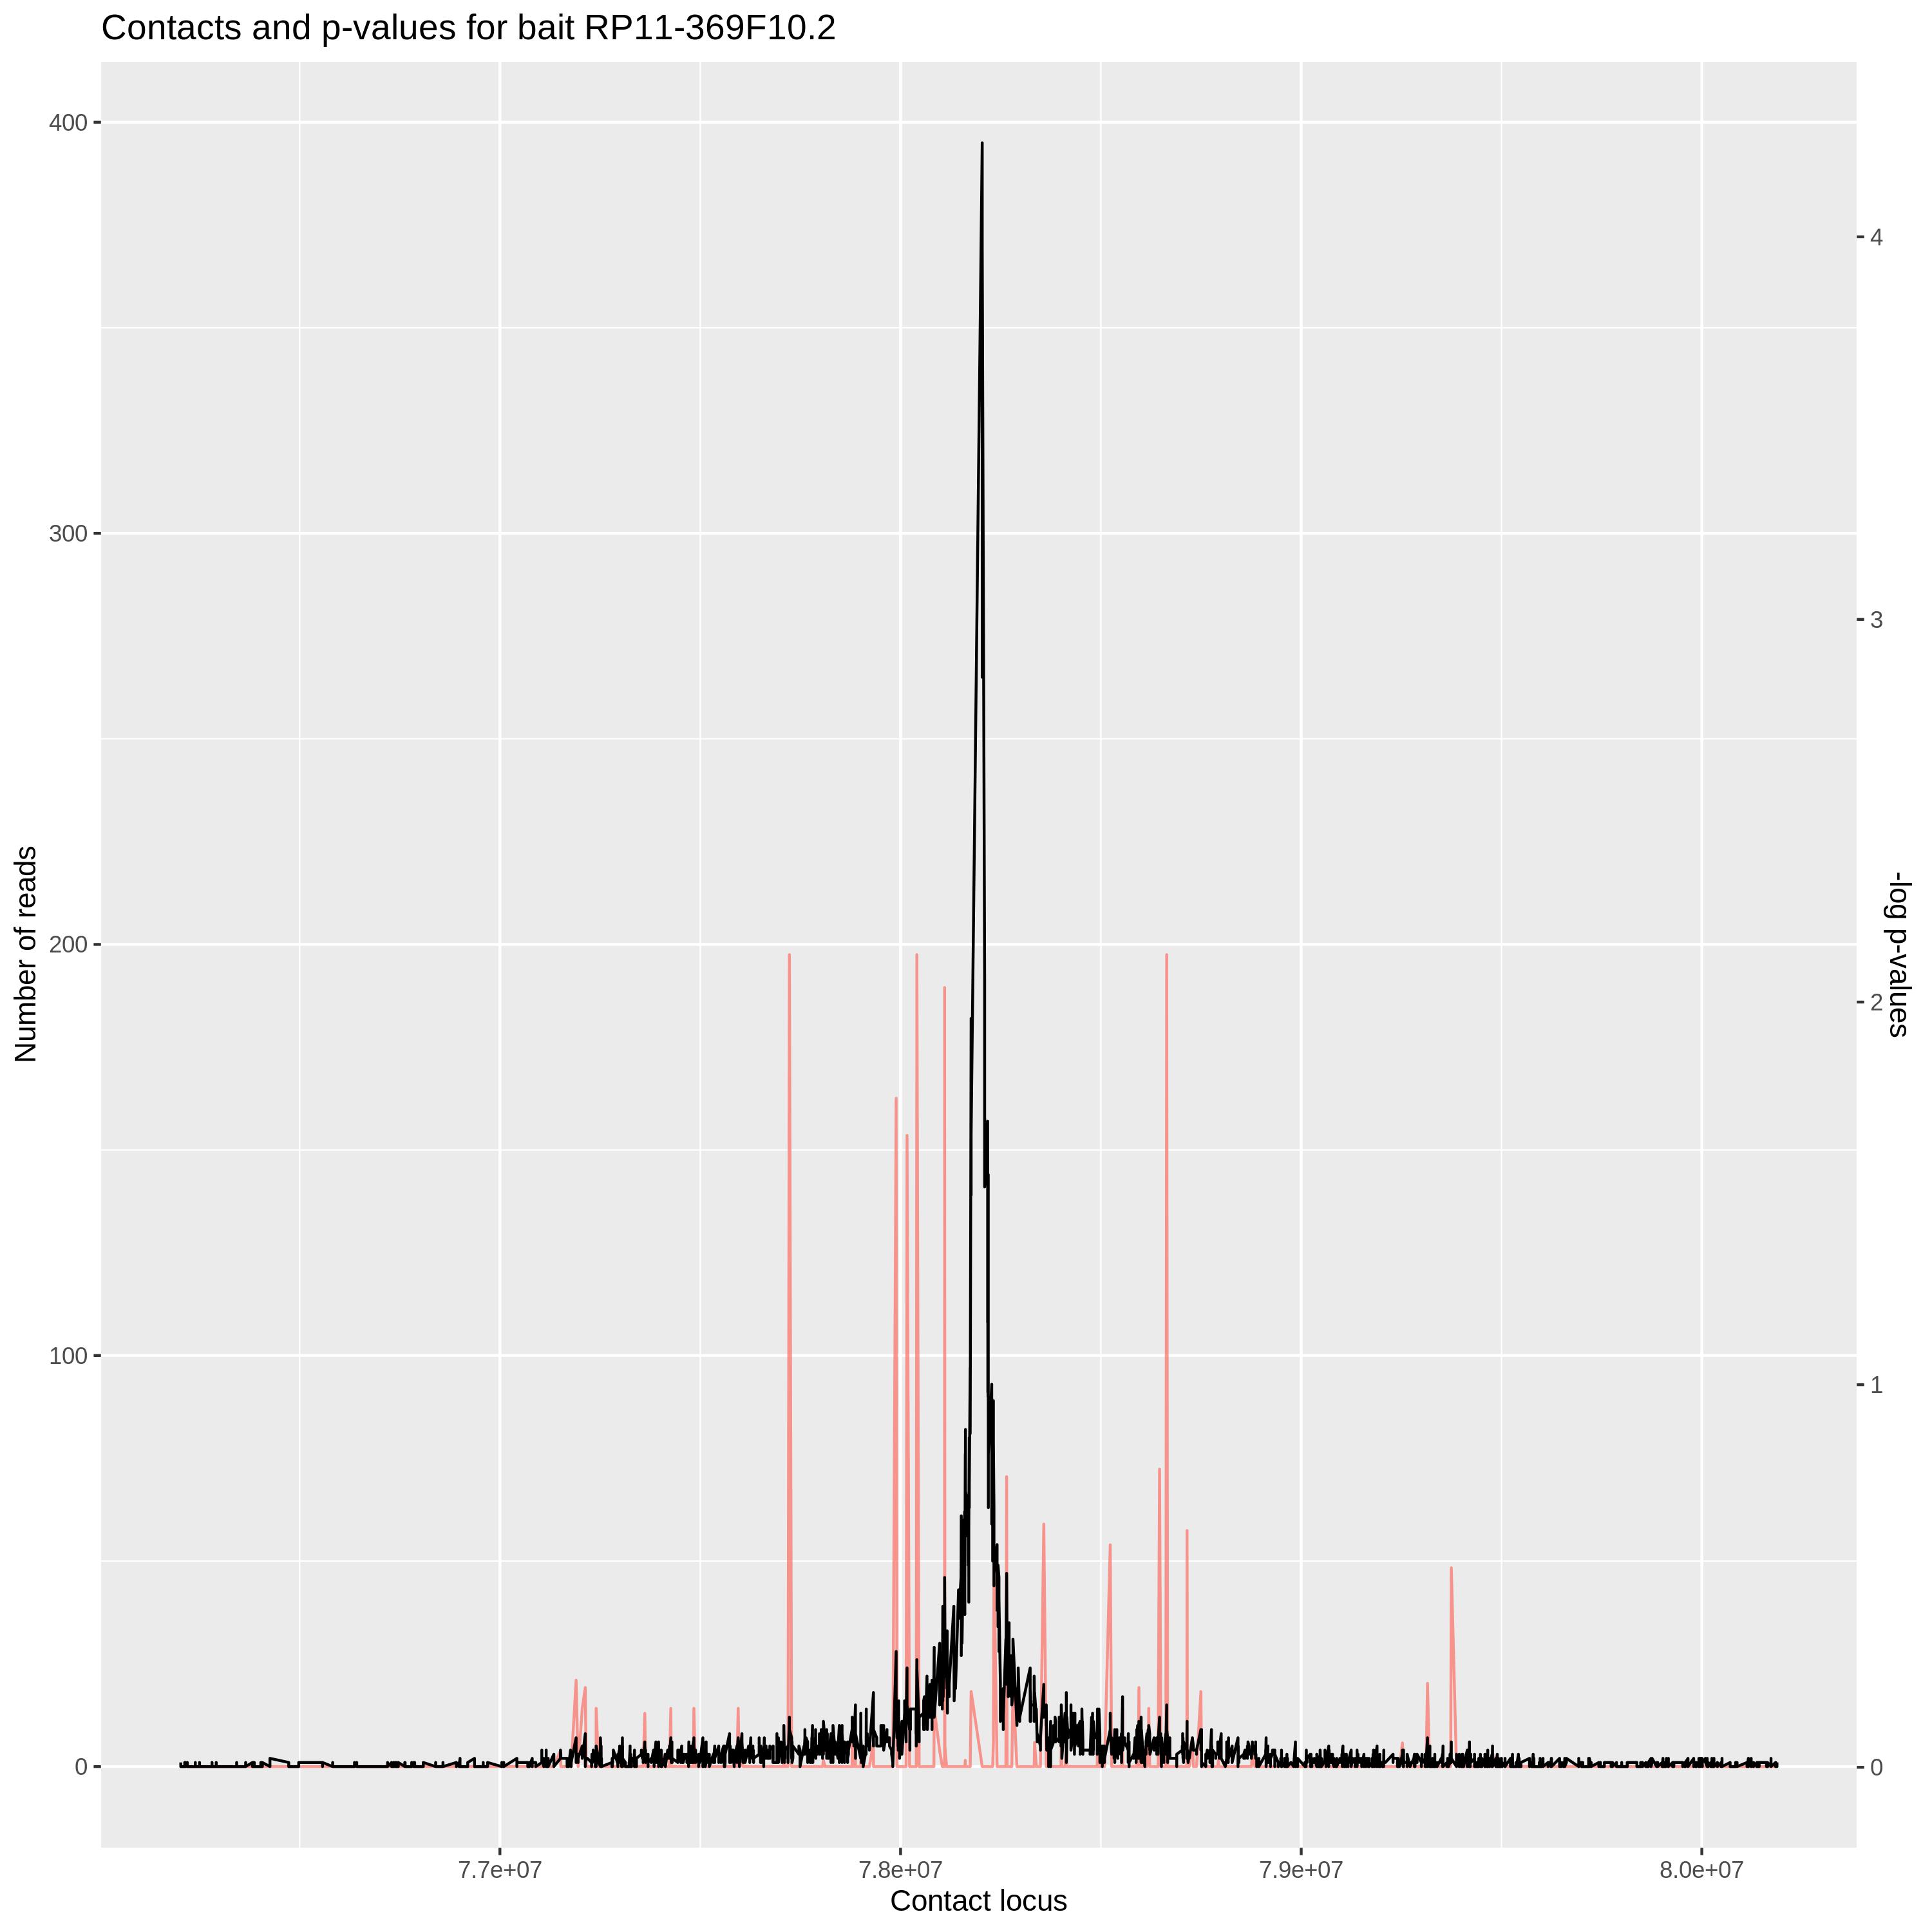 Contacts and p-values for bait RP11-369F10.2
400
300
200
100
0
Number of reads
4
3
2
1
0
-log p-values
7.7e+07
7.8e+07
7.9e+07
8.0e+07
Contact locus